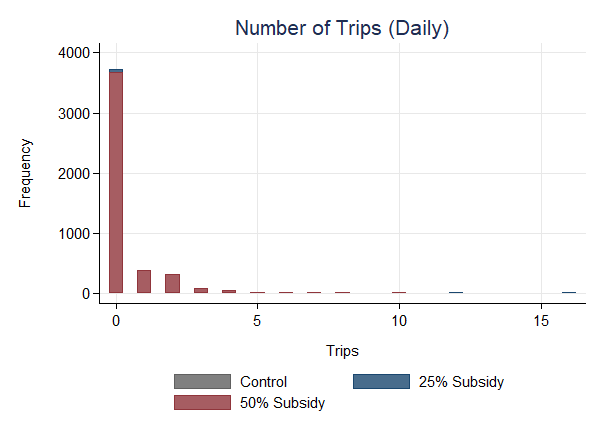 Number of Trips (Daily)
Frequency
4000
3000
2000
1000
0
0 5 10 15
Trips
Control 25% Subsidy
50% Subsidy